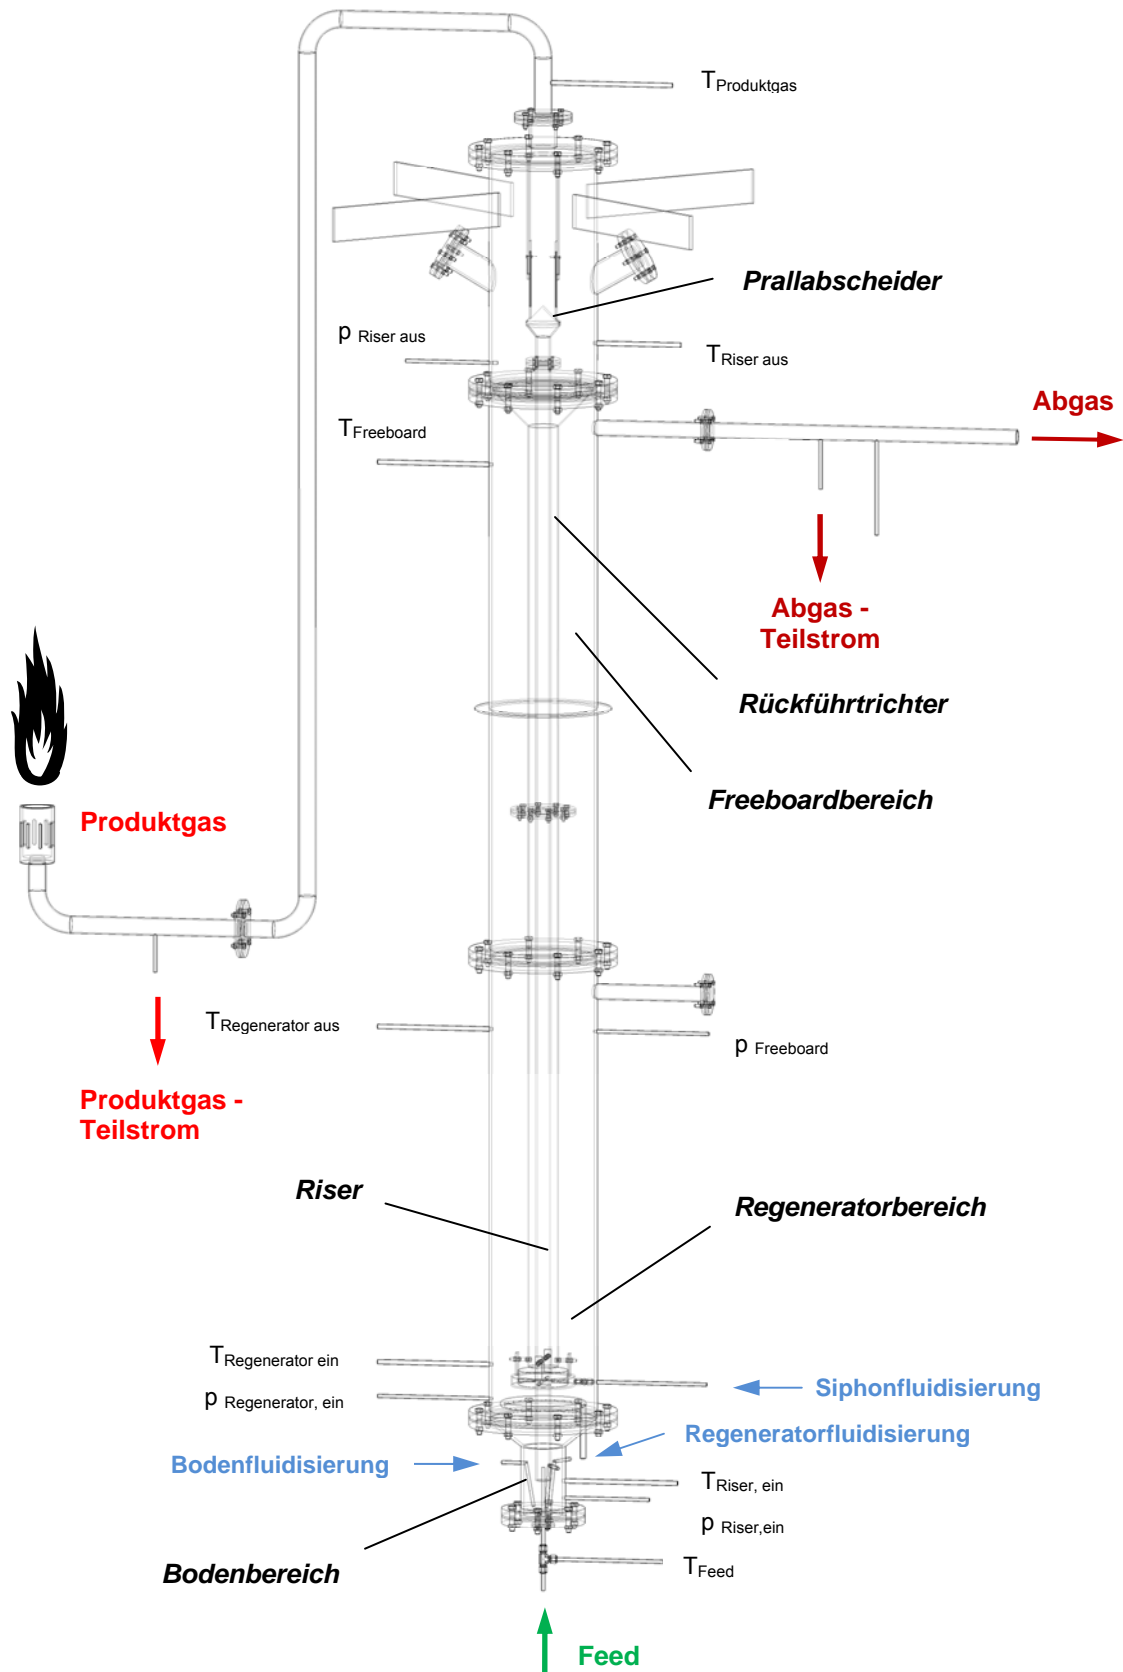 TProduktgas
Prallabscheider
p Riser aus
TRiser aus
Abgas
TFreeboard
Abgas -
Teilstrom
Rückführtrichter
Freeboardbereich
Produktgas
TRegenerator aus
p Freeboard
Produktgas -
Teilstrom
Riser
Regeneratorbereich
TRegenerator ein
Siphonfluidisierung
p Regenerator, ein
Regeneratorfluidisierung
Bodenfluidisierung
TRiser, ein
p Riser,ein
Bodenbereich
TFeed
Feed